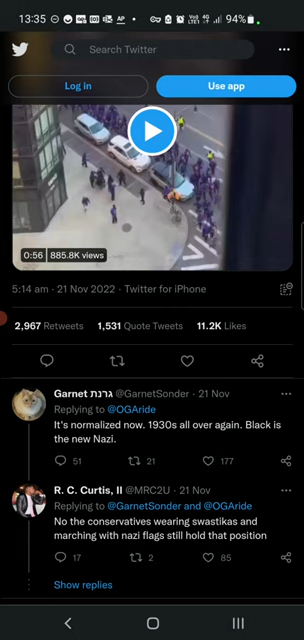 13:35
AP
Vo)) 4G
LTE1
94%
Search Twitter
Log in
Use app
0:56 885.8K views
5:14 am · 21 Nov 2022 · Twitter for iPhone
2,967 Retweets 1,531 Quote Tweets 11.2K Likes
Garnet גרנת @GarnetSonder · 21 Nov
Replying to @OGAride
It's normalized now. 1930s all over again. Black is
the new Nazi.
51 21 177
R. C. Curtis, II @MRC2U · 21 Nov
Replying to @GarnetSonder and @OGAride
No the conservatives wearing swastikas and
marching with nazi flags still hold that position
17 2 85
Show replies